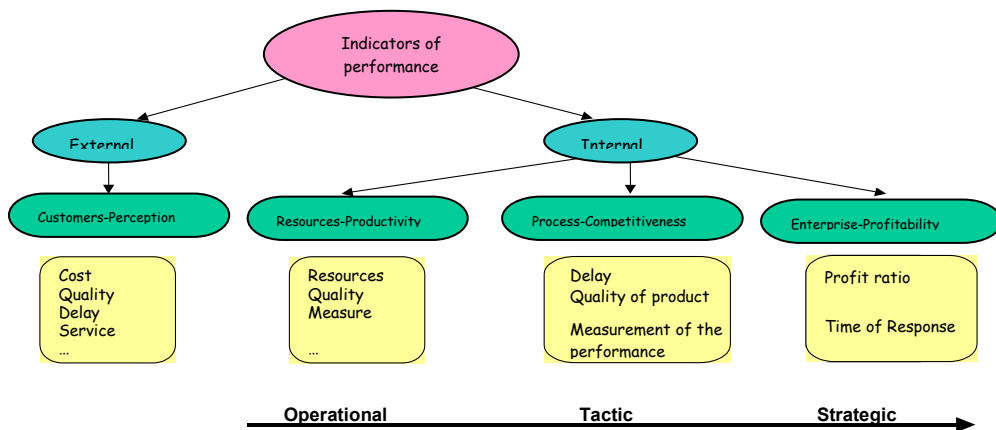 Indicators of
performance
External
Internal
Customers-Perception
Resources-Productivity
Process-Competitiveness
Enterprise-Profitability
Cost
Quality
Delay
Service
…
Resources
Quality
Measure
…
Delay
Quality of product
Measurement of the
performance
Profit ratio
Time of Response
Operational
Tactic
Strategic